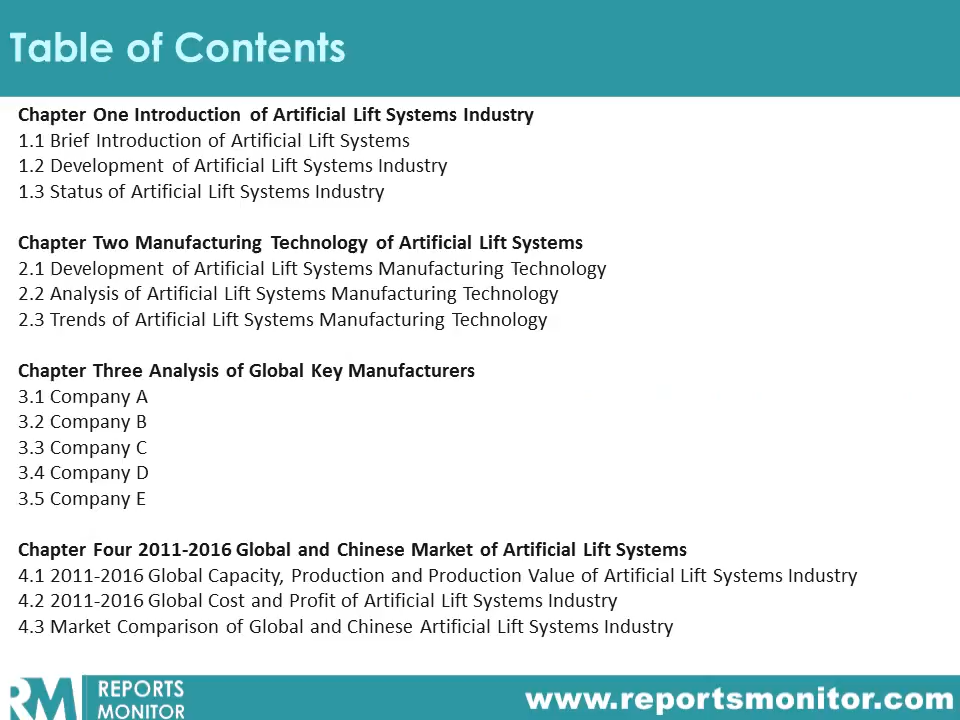 Table of Contents
Chapter One Introduction of Artificial Lift Systems Industry
1.1 Brief Introduction of Artificial Lift Systems
1.2 Development of Artificial Lift Systems Industry
1.3 Status of Artificial Lift Systems Industry
Chapter Two Manufacturing Technology of Artificial Lift Systems
2.1 Development of Artificial Lift Systems Manufacturing Technology
2.2 Analysis of Artificial Lift Systems Manufacturing Technology
2.3 Trends of Artificial Lift Systems Manufacturing Technology
Chapter Three Analysis of Global Key Manufacturers
3.1 Company A
3.2 Company B
3.3 Company C
3.4 Company D
3.5 Company E
Chapter Four 2011-2016 Global and Chinese Market of Artificial Lift Systems
4.1 2011-2016 Global Capacity, Production and Production Value of Artificial Lift Systems Industry
4.2 2011-2016 Global Cost and Profit of Artificial Lift Systems Industry
4.3 Market Comparison of Global and Chinese Artificial Lift Systems Industry
RM
REPORTS
MONITOR
www.reportsmonitor.com